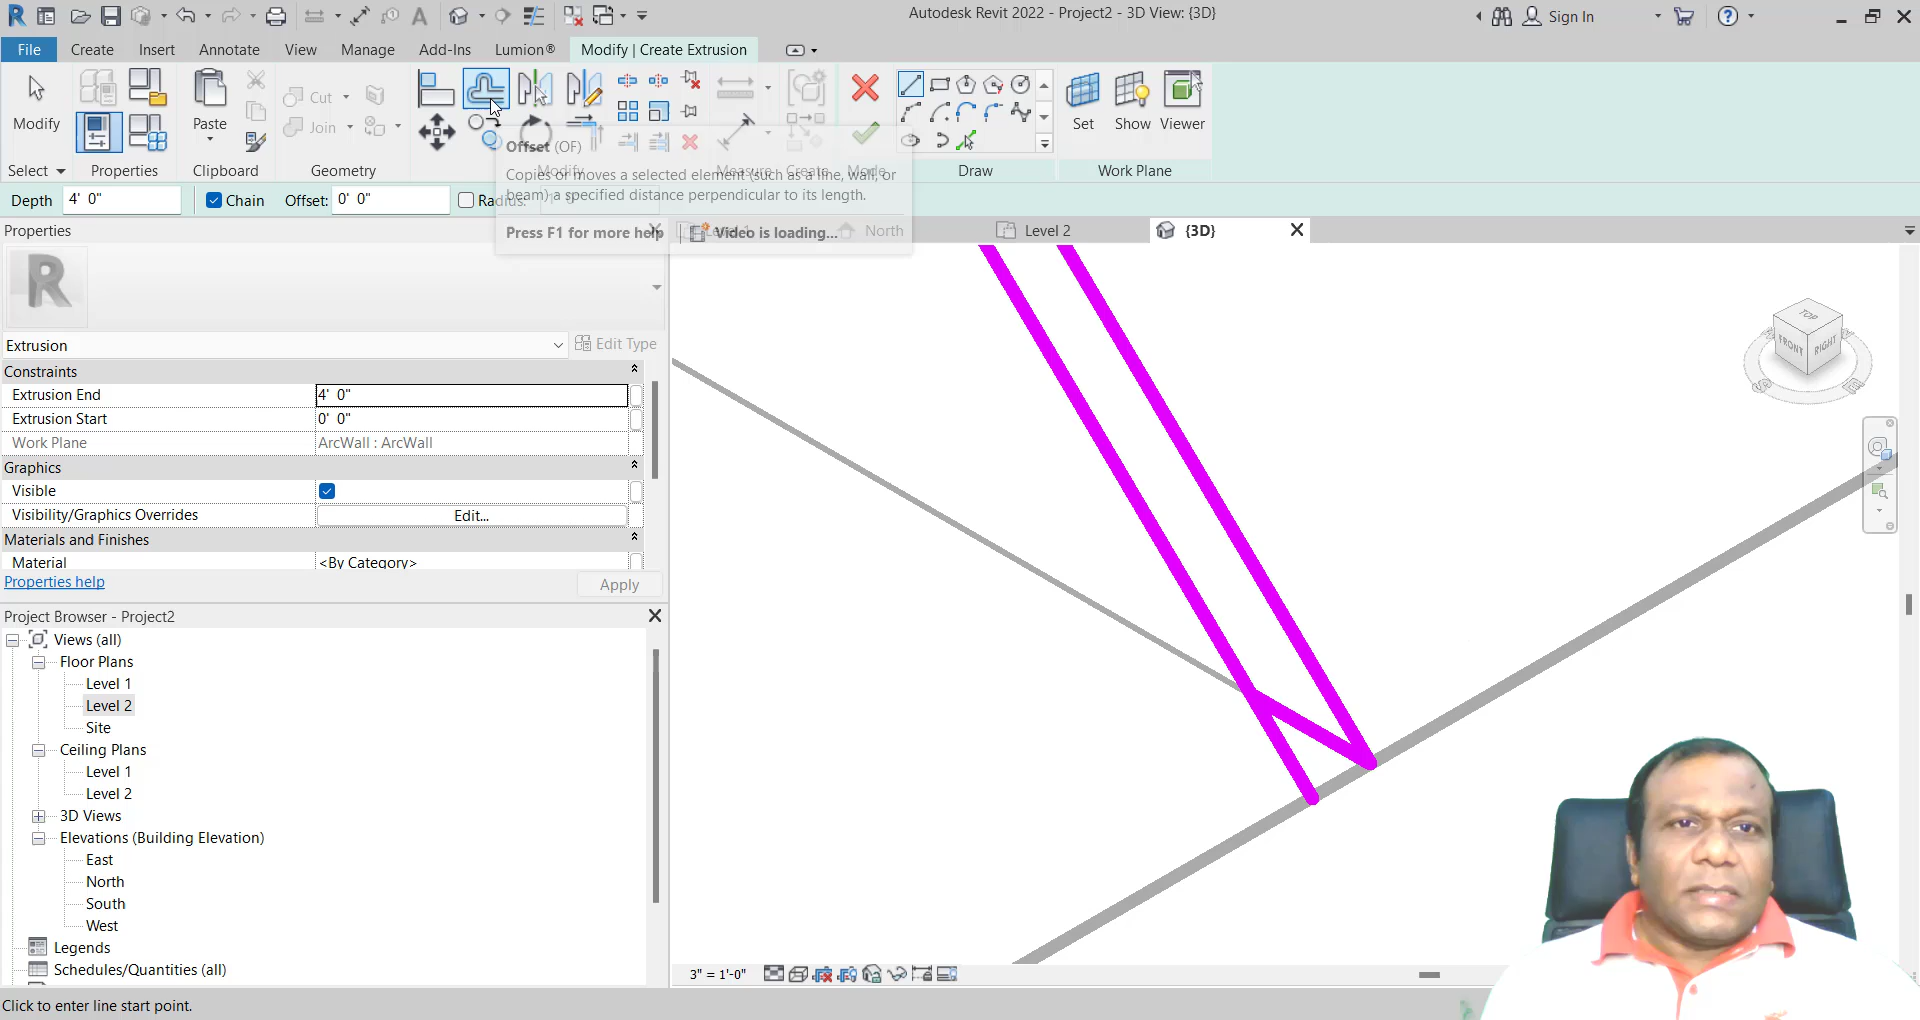 Autodesk Revit 2022 - Project2 - 3D View: {3D}
Sign In
File
Create
Insert
Annotate
View
Manage
Add-Ins
Lumion®
Modify | Create Extrusion
Modify
Paste
Cut
Join
Set
Show
Viewer
Select
Properties
Clipboard
Geometry
Modify
Measure
Create
Mode
Draw
Work Plane
Offset (OF)
Copies or moves a selected element (such as a line, wall, or
beam) a specified distance perpendicular to its length.
Press F1 for more help
Video is loading...
Depth
4' 0"
Chain
Offset:
0' 0"
Radius:
Properties
North
Level 2
{3D}
Extrusion
Edit Type
Constraints
Extrusion End
4' 0"
Extrusion Start
0' 0"
Work Plane
ArcWall : ArcWall
Graphics
Visible
Visibility/Graphics Overrides
Edit...
Materials and Finishes
Material
<By Category>
Properties help
Apply
Project Browser - Project2
Views (all)
Floor Plans
Level 1
Level 2
Site
Ceiling Plans
Level 1
Level 2
3D Views
Elevations (Building Elevation)
East
North
South
West
Legends
Schedules/Quantities (all)
TOP
FRONT
RIGHT
3" = 1'-0"
Click to enter line start point.